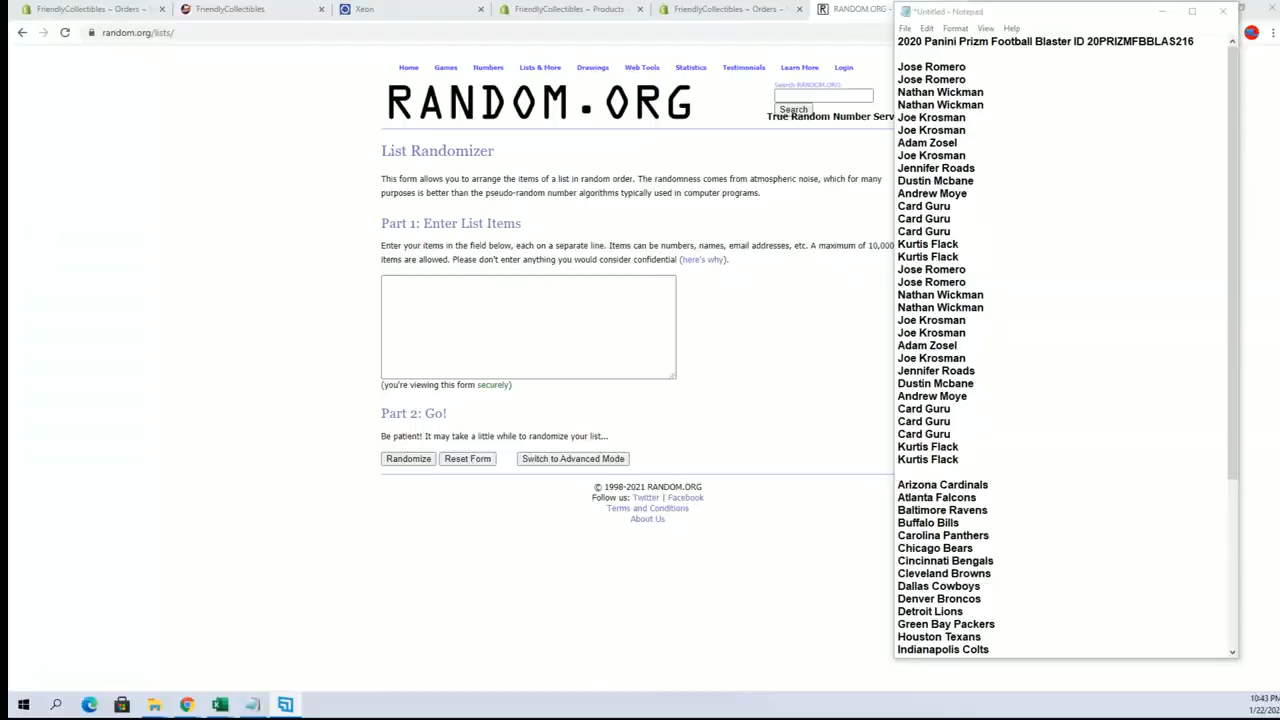 FriendlyCollectibles ~ Orders ~
FriendlyCollectibles
Xeon
FriendlyCollectibles ~ Products ~
FriendlyCollectibles ~ Orders ~
RANDOM.ORG -
random.org/lists/
Home Games Numbers Lists & More Drawings Web Tools Statistics Testimonials Learn More Login
RANDOM.ORG
Search RANDOM.ORG
Search
True Random Number Serv
List Randomizer
This form allows you to arrange the items of a list in random order. The randomness comes from atmospheric noise, which for many
purposes is better than the pseudo-random number algorithms typically used in computer programs.
Part 1: Enter List Items
Enter your items in the field below, each on a separate line. Items can be numbers, names, email addresses, etc. A maximum of 10,000
items are allowed. Please don't enter anything you would consider confidential (here's why).
(you're viewing this form securely)
Part 2: Go!
Be patient! It may take a little while to randomize your list...
Randomize Reset Form Switch to Advanced Mode
© 1998-2021 RANDOM.ORG
Follow us: Twitter | Facebook
Terms and Conditions
About Us
*Untitled - Notepad
File Edit Format View Help
2020 Panini Prizm Football Blaster ID 20PRIZMFBBLAS216
Jose Romero
Jose Romero
Nathan Wickman
Nathan Wickman
Joe Krosman
Joe Krosman
Adam Zosel
Joe Krosman
Jennifer Roads
Dustin Mcbane
Andrew Moye
Card Guru
Card Guru
Card Guru
Kurtis Flack
Kurtis Flack
Jose Romero
Jose Romero
Nathan Wickman
Nathan Wickman
Joe Krosman
Joe Krosman
Adam Zosel
Joe Krosman
Jennifer Roads
Dustin Mcbane
Andrew Moye
Card Guru
Card Guru
Card Guru
Kurtis Flack
Kurtis Flack
Arizona Cardinals
Atlanta Falcons
Baltimore Ravens
Buffalo Bills
Carolina Panthers
Chicago Bears
Cincinnati Bengals
Cleveland Browns
Dallas Cowboys
Denver Broncos
Detroit Lions
Green Bay Packers
Houston Texans
Indianapolis Colts
10:43 PM
1/22/202